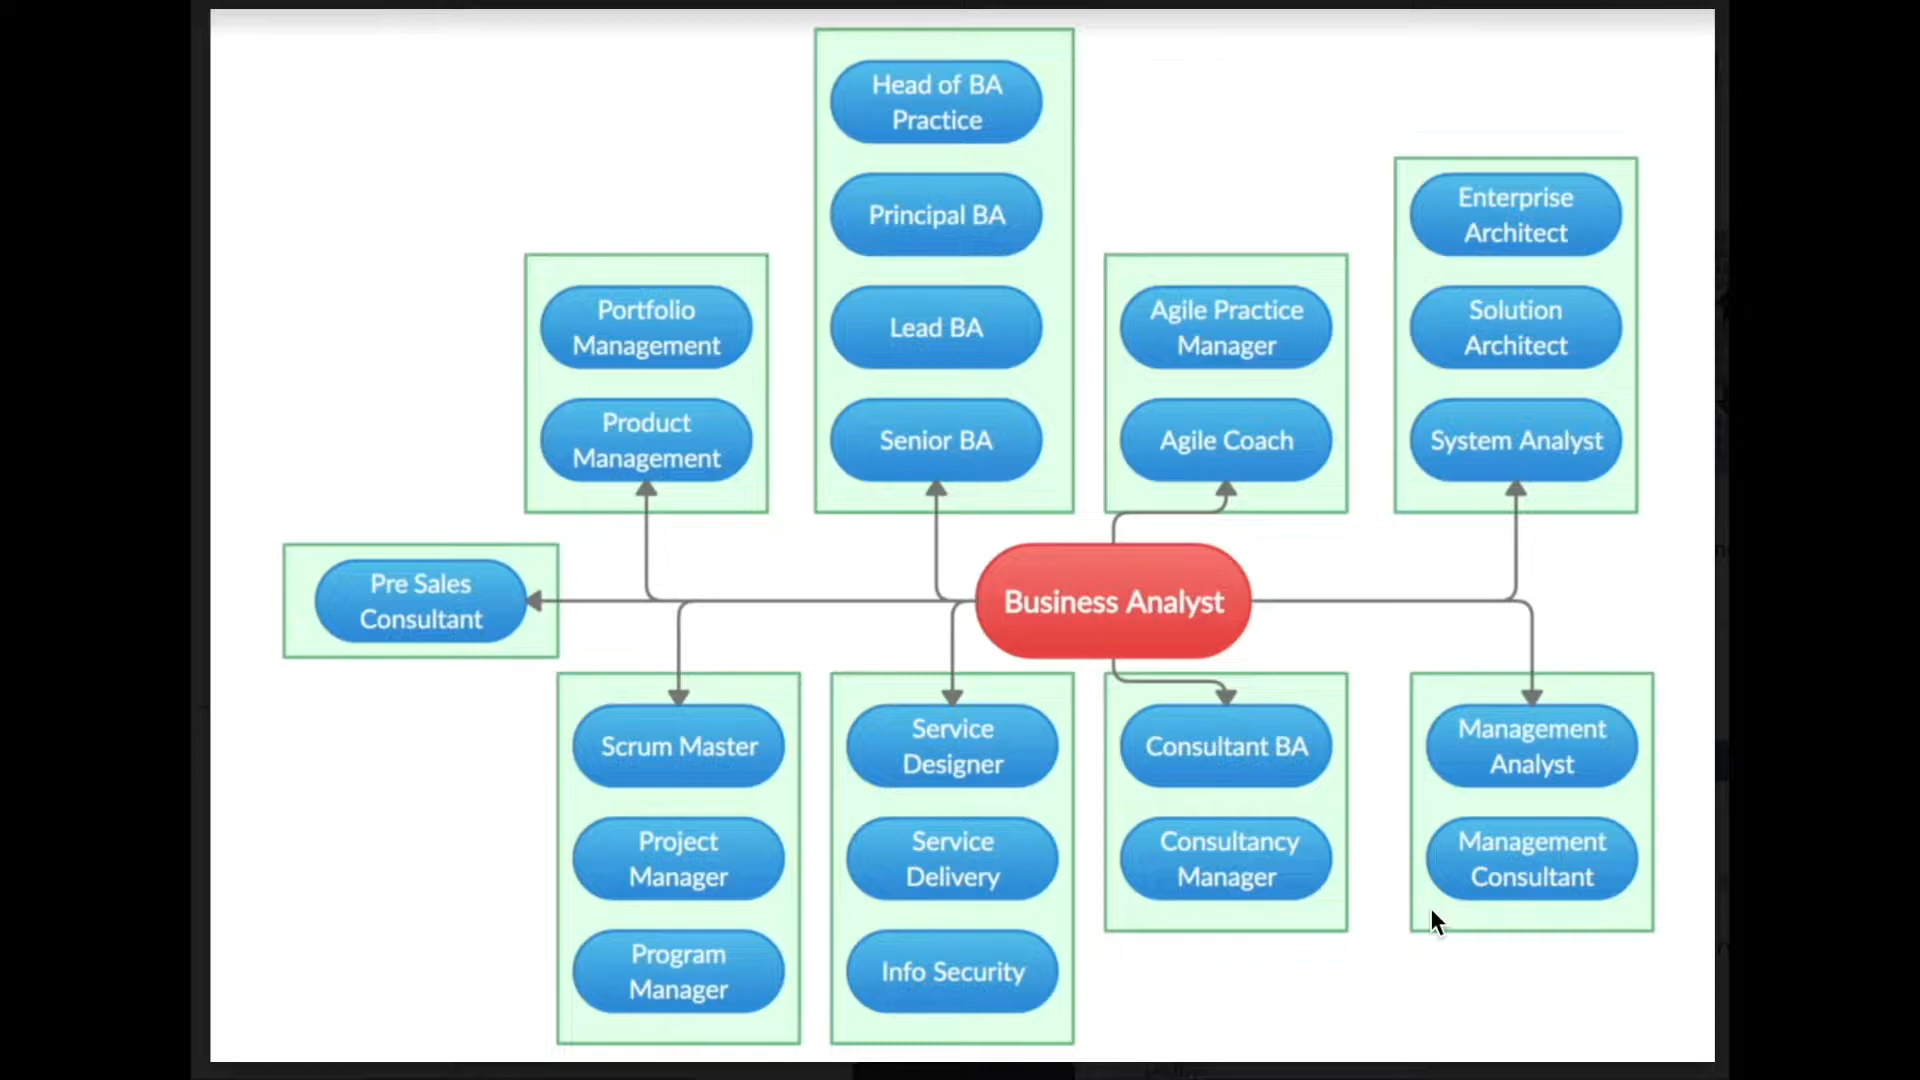 Head of BA
Practice
Principal BA
Lead BA
Senior BA
Enterprise
Architect
Solution
Architect
System Analyst
Portfolio
Management
Product
Management
Agile Practice
Manager
Agile Coach
Pre Sales
Consultant
Business Analyst
Scrum Master
Project
Manager
Program
Manager
Service
Designer
Service
Delivery
Info Security
Consultant BA
Consultancy
Manager
Management
Analyst
Management
Consultant